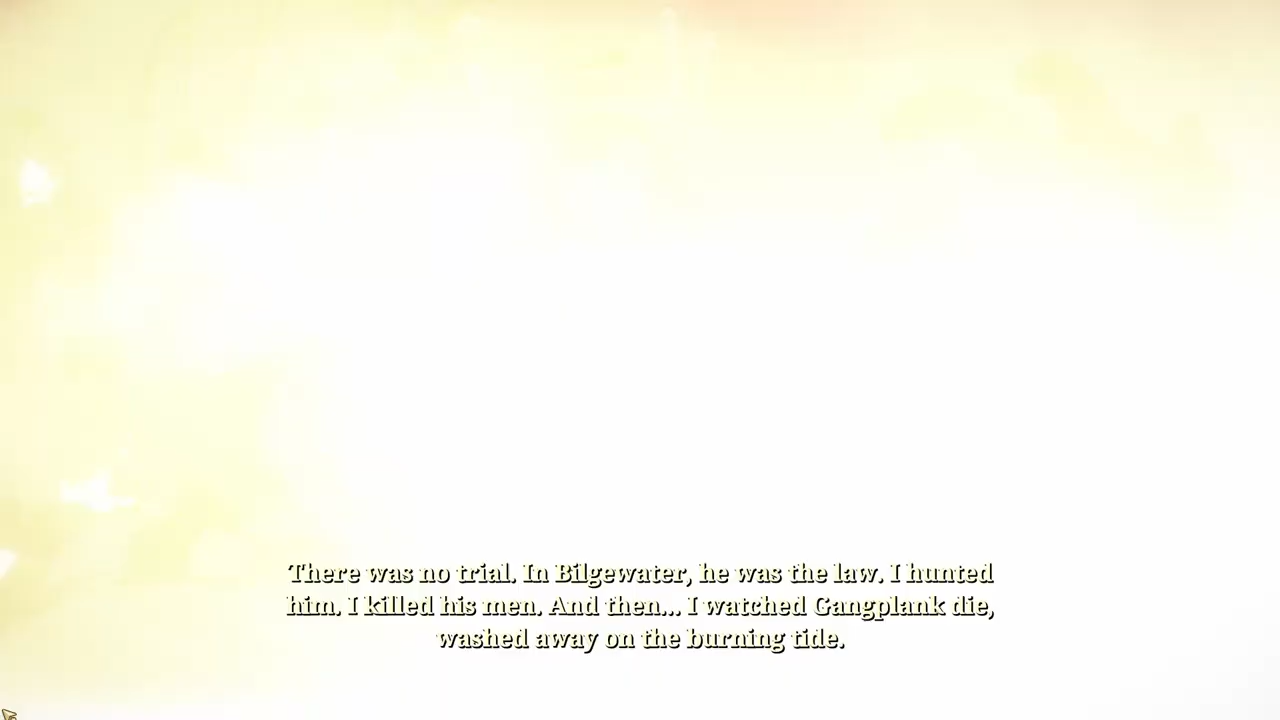 There was no trial. In Bilgewater, he was the law. I hunted
him. I killed his men. And then... I watched Gangplank die,
washed away on the burning tide.